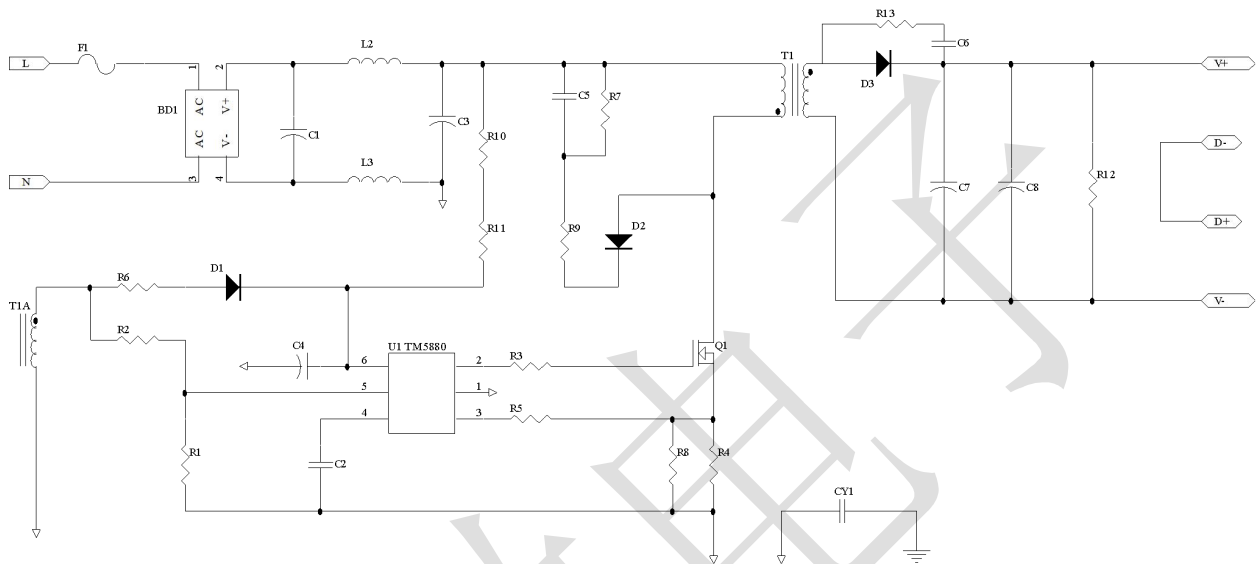 R13
F1
L2
T1
C6
L
1
2
D3
V+
BD1
AC AC
V+
C5
R7
C1
C3
R10
D-
AC
V-
L3
N
3
4
R12
C7
C8
D+
R11
R9
D2
D1
R6
V-
T1A
R2
C4
U1 TM5880
Q1
6
2
R3
5
1
4
3
R5
R1
C2
R8
R4
CY1